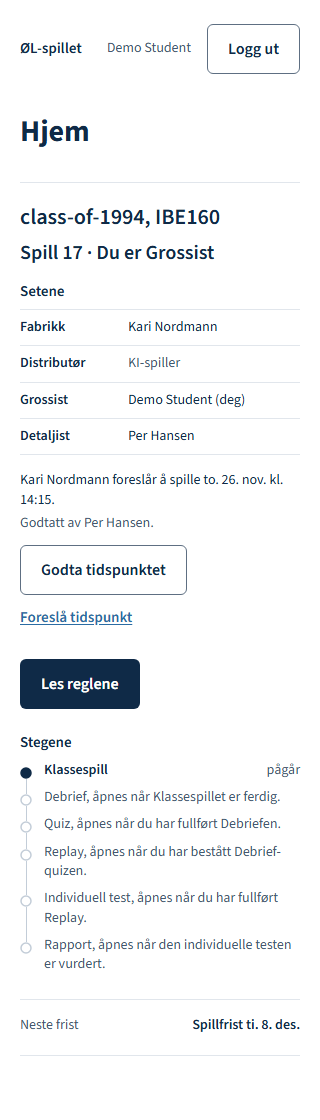 ØL-spillet Demo Student Logg ut
Hjem
class-of-1994, IBE160
Spill 17 · Du er Grossist
Setene
Fabrikk Kari Nordmann
Distributør KI-spiller
Grossist Demo Student (deg)
Detaljist Per Hansen
Kari Nordmann foreslår å spille to. 26. nov. kl.
14:15.
Godtatt av Per Hansen.
Godta tidspunktet
Foreslå tidspunkt
Les reglene
Stegene
Klassespill pågår
Debrief, åpnes når Klassespillet er ferdig.
Quiz, åpnes når du har fullført Debriefen.
Replay, åpnes når du har bestått Debrief-
quizen.
Individuell test, åpnes når du har fullført
Replay.
Rapport, åpnes når den individuelle testen
er vurdert.
Neste frist Spillfrist ti. 8. des.